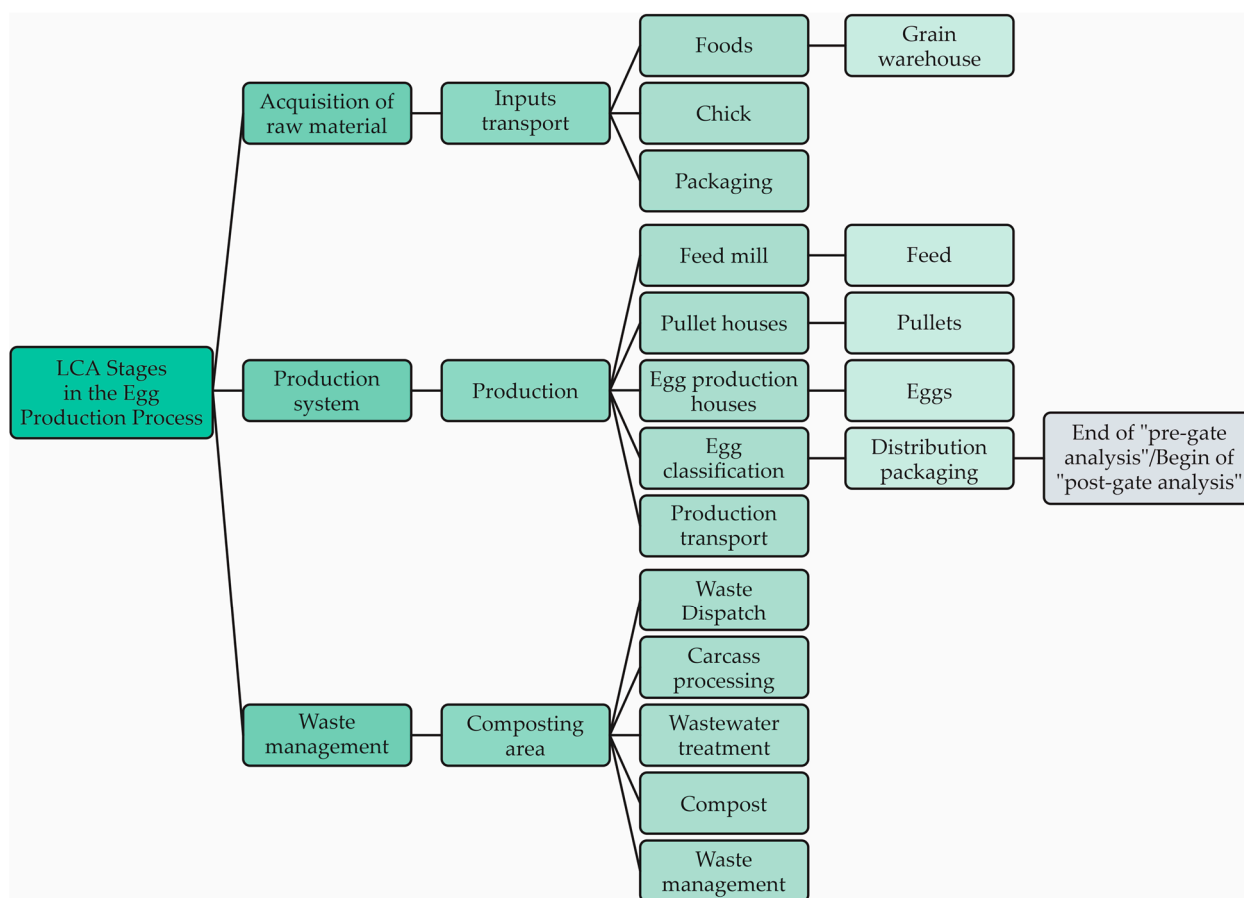 LCA Stages
in the Egg
Production Process
Acquisition of
raw material
Inputs
transport
Foods
Grain
warehouse
Chick
Packaging
Production
system
Production
Feed mill
Feed
Pullet houses
Pullets
Egg production
houses
Eggs
Egg
classification
Distribution
packaging
End of "pre-gate
analysis"/Begin of
"post-gate analysis"
Production
transport
Waste
management
Composting
area
Waste
Dispatch
Carcass
processing
Wastewater
treatment
Compost
Waste
management